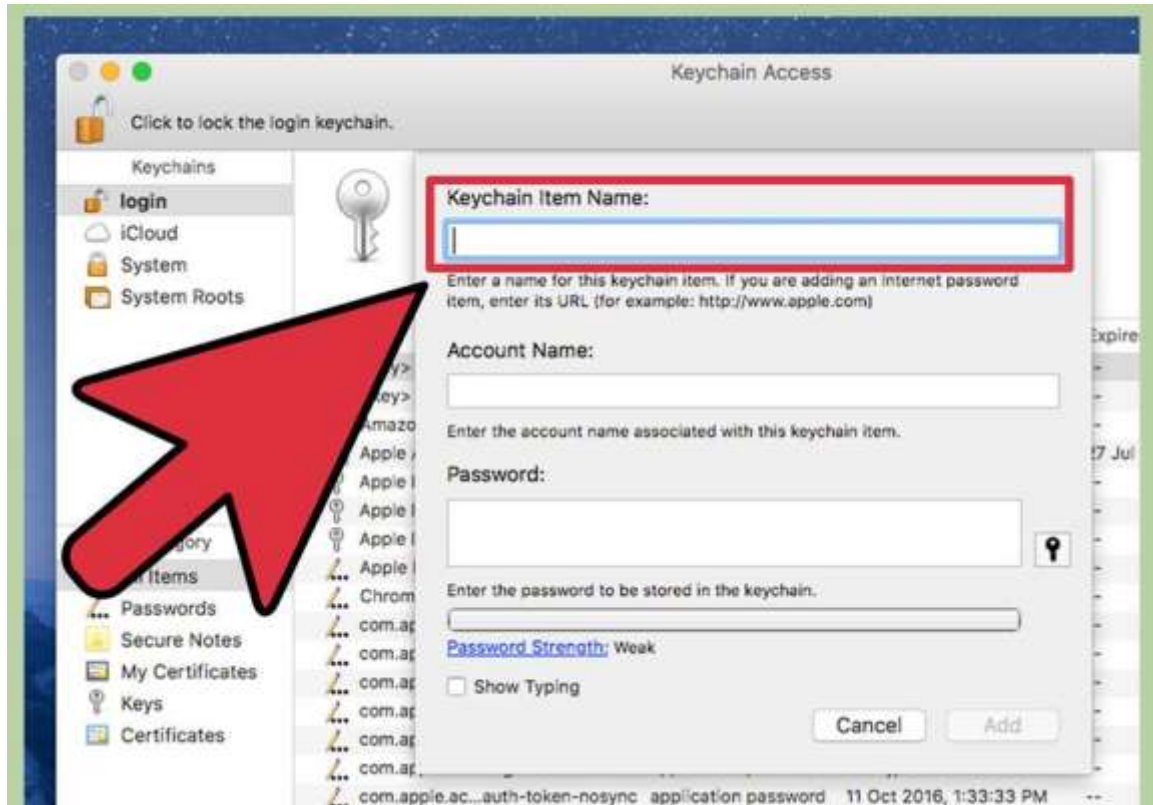 Keychain Access
Click to lock the login keychain.
Keychains
login
iCloud
System
System Roots
Keychain Item Name:
Enter a name for this keychain item. If you are adding an internet password
item, enter its URL (for example: http://www.apple.com)
Account Name:
Enter the account name associated with this keychain item.
Password:
Enter the password to be stored in the keychain.
Password Strength: Weak
Show Typing
Cancel Add
Expire
--
--
--
27 Jul
--
--
--
--
Apple
Apple
Apple
Apple
Apple
Chrom
com.ap
com.ap
com.ap
com.ap
com.ap
com.ap
com.apple.ac...auth-token-nosync application password 11 Oct 2016, 1:33:33 PM --
Items
Passwords
Secure Notes
My Certificates
Keys
Certificates